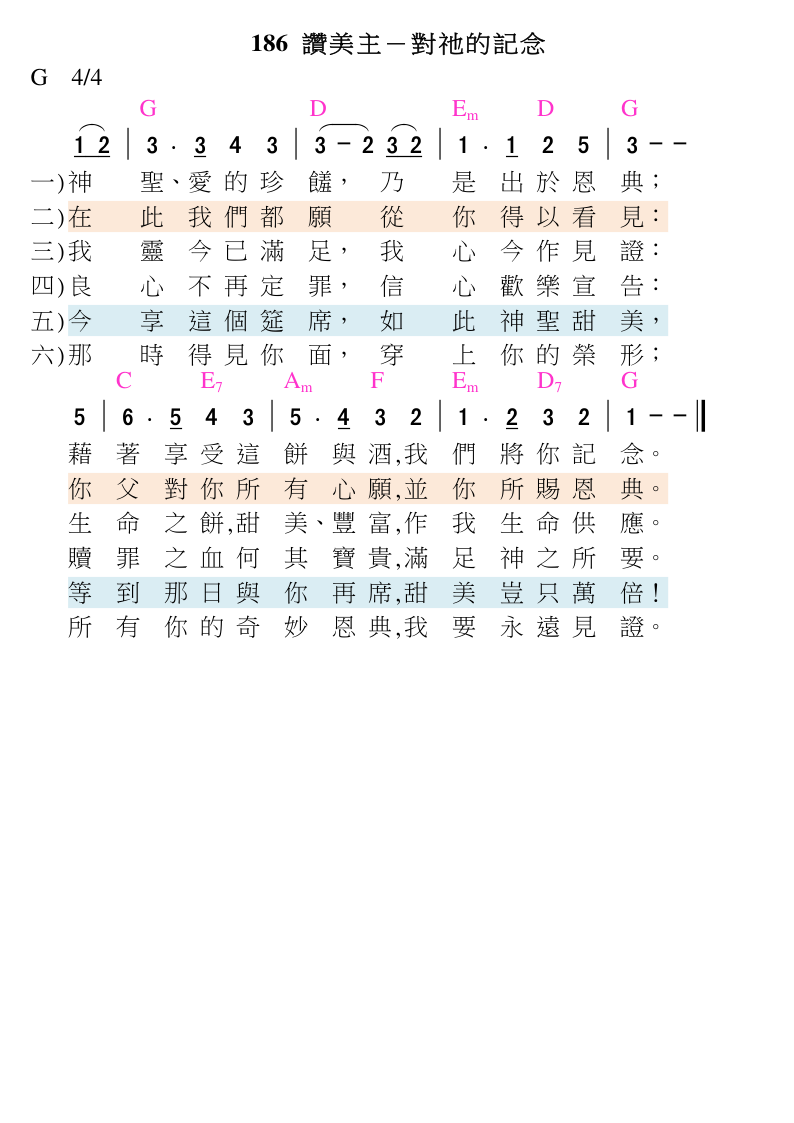 186 讚美主－對祂的記念
G 4/4
G D Em D G
1 2 | 3 . 3 4 3 | 3 － 2 3 2 | 1 . 1 2 5 | 3 － －
一)神 聖、愛 的 珍 饈， 乃 是 出 於 恩 典；
二)在 此 我 們 都 願 從 你 得 以 看 見：
三)我 靈 今 已 滿 足， 我 心 今 作 見 證：
四)良 心 不 再 定 罪， 信 心 歡 樂 宣 告：
五)今 享 這 個 筵 席， 如 此 神 聖 甜 美，
六)那 時 得 見 你 面， 穿 上 你 的 榮 形；
C E7 Am F Em D7 G
5 | 6 . 5 4 3 | 5 . 4 3 2 | 1 . 2 3 2 | 1 － － ‖
藉 著 享 受 這 餅 與 酒,我 們 將 你 記 念。
你 父 對 你 所 有 心 願,並 你 所 賜 恩 典。
生 命 之 餅,甜 美、豐 富,作 我 生 命 供 應。
贖 罪 之 血 何 其 寶 貴,滿 足 神 之 所 要。
等 到 那 日 與 你 再 席,甜 美 豈 只 萬 倍！
所 有 你 的 奇 妙 恩 典,我 要 永 遠 見 證。